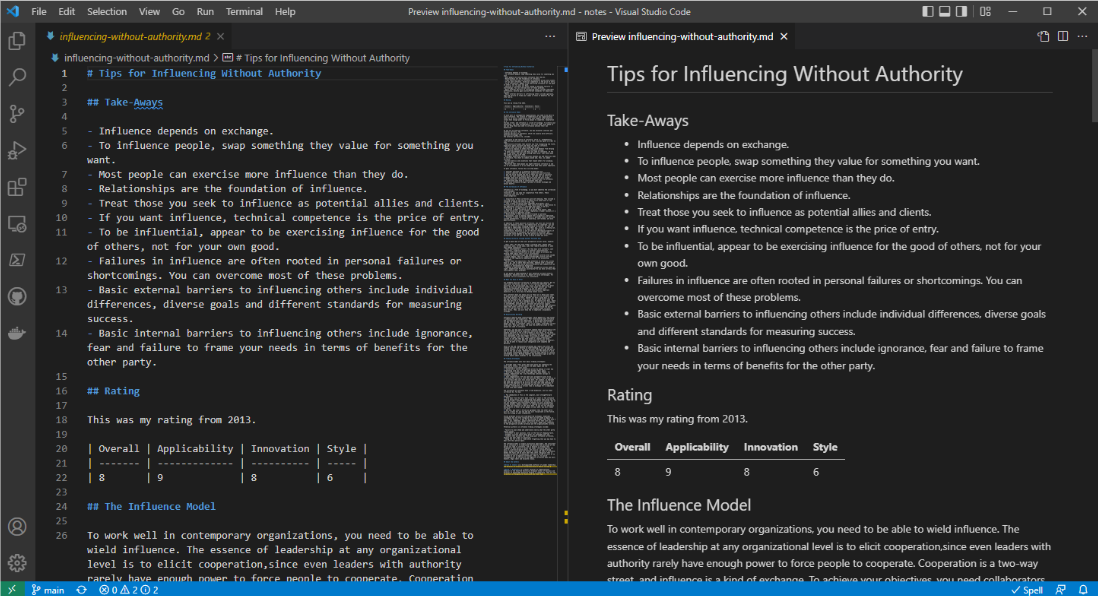 File Edit Selection View Go Run Terminal Help
Preview influencing-without-authority.md - notes - Visual Studio Code
influencing-without-authority.md 2
influencing-without-authority.md > # Tips for Influencing Without Authority
1 # Tips for Influencing Without Authority
2
3 ## Take-Aways
4
5 - Influence depends on exchange.
6 - To influence people, swap something they value for something you
want.
7 - Most people can exercise more influence than they do.
8 - Relationships are the foundation of influence.
9 - Treat those you seek to influence as potential allies and clients.
10 - If you want influence, technical competence is the price of entry.
11 - To be influential, appear to be exercising influence for the good
of others, not for your own good.
12 - Failures in influence are often rooted in personal failures or
shortcomings. You can overcome most of these problems.
13 - Basic external barriers to influencing others include individual
differences, diverse goals and different standards for measuring
success.
14 - Basic internal barriers to influencing others include ignorance,
fear and failure to frame your needs in terms of benefits for the
other party.
15
16 ## Rating
17
18 This was my rating from 2013.
19
20 | Overall | Applicability | Innovation | Style |
21 | ------- | ------------- | ---------- | ----- |
22 | 8 | 9 | 8 | 6 |
23
24 ## The Influence Model
25
26 To work well in contemporary organizations, you need to be able to
wield influence. The essence of leadership at any organizational
level is to elicit cooperation,since even leaders with authority
rarely have enough power to force people to cooperate. Cooperation
Preview influencing-without-authority.md
Tips for Influencing Without Authority
Take-Aways
• Influence depends on exchange.
• To influence people, swap something they value for something you want.
• Most people can exercise more influence than they do.
• Relationships are the foundation of influence.
• Treat those you seek to influence as potential allies and clients.
• If you want influence, technical competence is the price of entry.
• To be influential, appear to be exercising influence for the good of others, not for your
own good.
• Failures in influence are often rooted in personal failures or shortcomings. You can
overcome most of these problems.
• Basic external barriers to influencing others include individual differences, diverse goals
and different standards for measuring success.
• Basic internal barriers to influencing others include ignorance, fear and failure to frame
your needs in terms of benefits for the other party.
Rating
This was my rating from 2013.
Overall Applicability Innovation Style
8 9 8 6
The Influence Model
To work well in contemporary organizations, you need to be able to wield influence. The
essence of leadership at any organizational level is to elicit cooperation,since even leaders with
authority rarely have enough power to force people to cooperate. Cooperation is a two-way
street, and influence is a kind of exchange. To achieve your objectives, you need collaborators
main 0 2 2
Spell